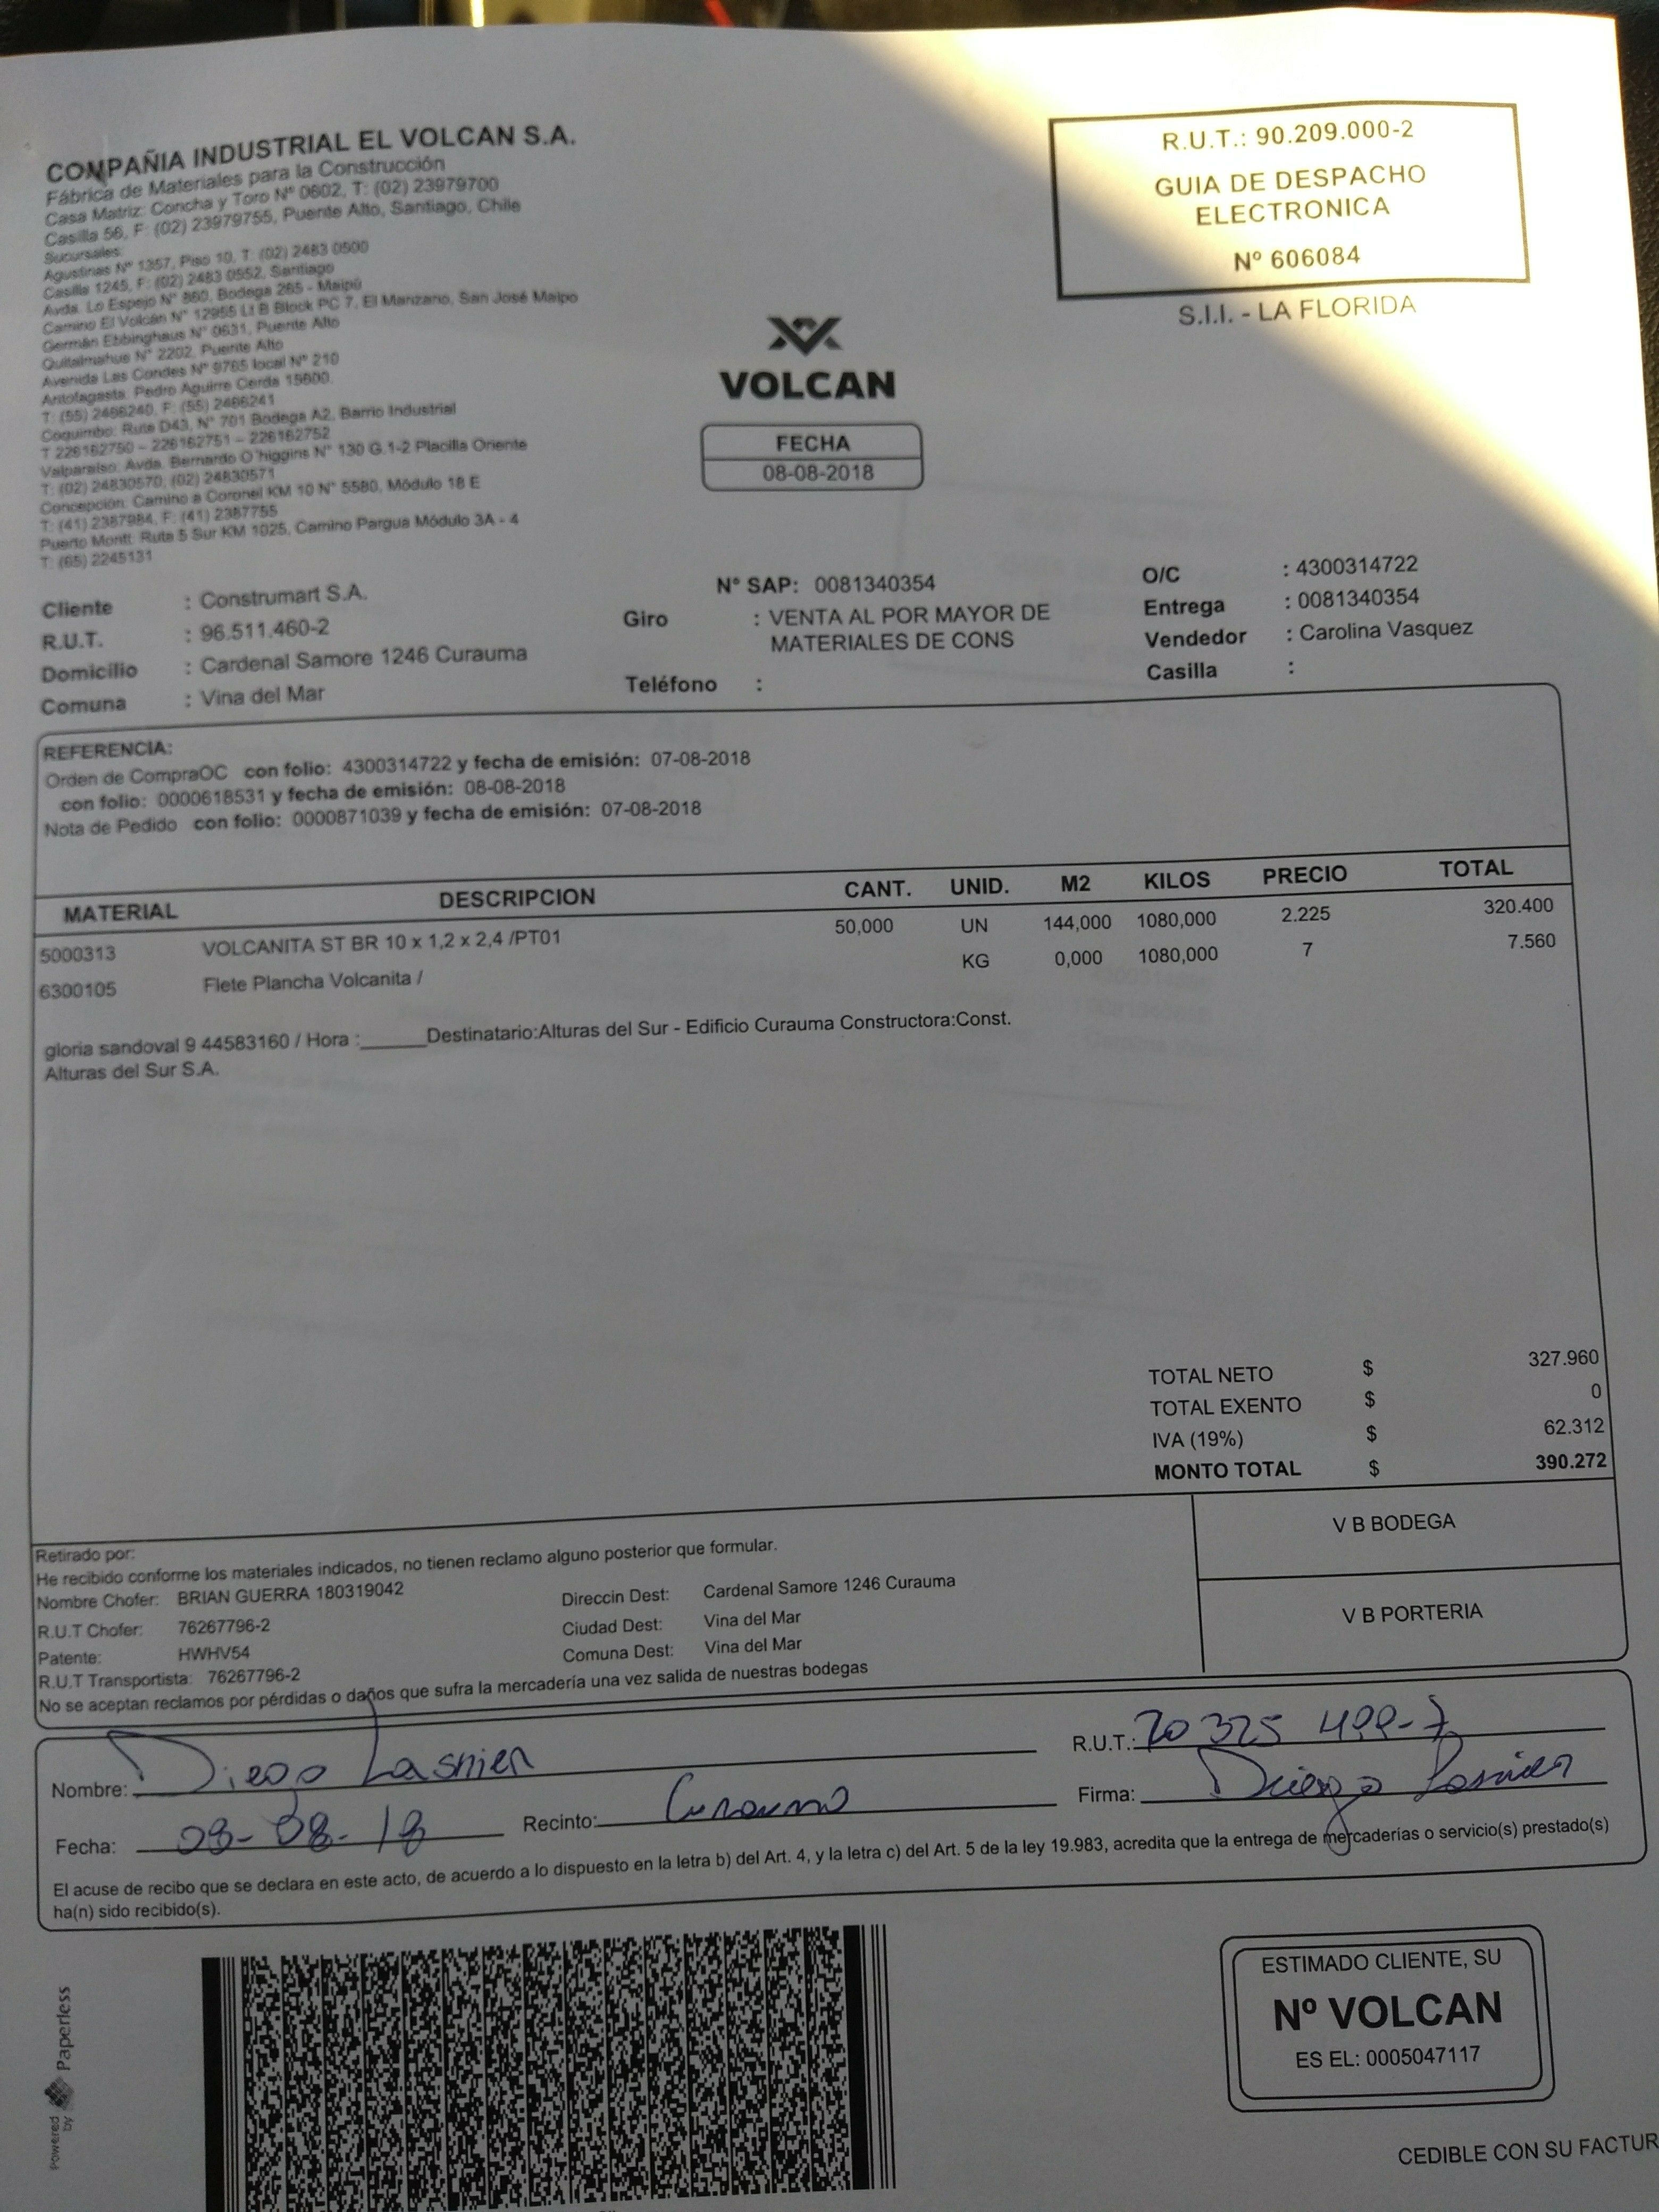 COMPAÑIA INDUSTRIAL EL VOLCAN S.A.
Fábrica de Materiales para la Construcción
Casa Matriz: Concha y Toro Nº 0602, T: (02) 23979700
Casilla 56, F: (02) 23979755, Puente Alto, Santiago, Chile
Sucursales:
Agustinas Nº 1357, Piso 10, T: (02) 2483 0500
Casilla 1245, F: (02) 2483 0552, Santiago
Avda. Lo Espejo N° 860, Bodega 265 - Maipú
Camino El Volcán N° 12955 Lt B Block PC 7, El Manzano, San José Maipo
Germán Ebbinghaus N° 0631, Puente Alto
Quitalmahue N° 2202, Puente Alto
Avenida Las Condes Nº 9765 local N° 210
Antofagasta: Pedro Aguirre Cerda 15600.
T: (55) 2486240, F: (55) 2486241
Coquimbo: Ruta D43, N° 701 Bodega A2, Barrio Industrial
T 226162750 – 226162751 – 226162752
Valparaíso: Avda. Bernardo O'higgins N° 130 G.1-2 Placilla Oriente
T: (02) 24830570; (02) 24830571
Concepción: Camino a Coronel KM 10 N° 5580, Módulo 18 E
T: (41) 2387984, F: (41) 2387755
Puerto Montt: Ruta 5 Sur KM 1025, Camino Pargua Módulo 3A - 4
T: (65) 2245131
R.U.T.: 90.209.000-2
GUIA DE DESPACHO
ELECTRONICA
Nº 606084
S.I.I. - LA FLORIDA
VOLCAN
FECHA
08-08-2018
Cliente : Construmart S.A.
R.U.T. : 96.511.460-2
Domicilio : Cardenal Samore 1246 Curauma
Comuna : Vina del Mar
N° SAP: 0081340354
Giro : VENTA AL POR MAYOR DE
MATERIALES DE CONS
Teléfono :
O/C : 4300314722
Entrega : 0081340354
Vendedor : Carolina Vasquez
Casilla :
REFERENCIA:
Orden de CompraOC con folio: 4300314722 y fecha de emisión: 07-08-2018
con folio: 0000618531 y fecha de emisión: 08-08-2018
Nota de Pedido con folio: 0000871039 y fecha de emisión: 07-08-2018
MATERIAL DESCRIPCION CANT. UNID. M2 KILOS PRECIO TOTAL
5000313 VOLCANITA ST BR 10 x 1,2 x 2,4 /PT01 50,000 UN 144,000 1080,000 2.225 320.400
6300105 Flete Plancha Volcanita / KG 0,000 1080,000 7 7.560
gloria sandoval 9 44583160 / Hora :______Destinatario:Alturas del Sur - Edificio Curauma Constructora:Const.
Alturas del Sur S.A.
TOTAL NETO $ 327.960
TOTAL EXENTO $ 0
IVA (19%) $ 62.312
MONTO TOTAL $ 390.272
V B BODEGA
V B PORTERIA
Retirado por:
He recibido conforme los materiales indicados, no tienen reclamo alguno posterior que formular.
Nombre Chofer: BRIAN GUERRA 180319042 Direccin Dest: Cardenal Samore 1246 Curauma
R.U.T Chofer: 76267796-2 Ciudad Dest: Vina del Mar
Patente: HWHV54 Comuna Dest: Vina del Mar
R.U.T Transportista: 76267796-2
No se aceptan reclamos por pérdidas o daños que sufra la mercadería una vez salida de nuestras bodegas
Nombre: Diego Lasnier R.U.T.: 20 325 499-7
Fecha: 09-08-18 Recinto: Curauma Firma: Diego Lasnier
El acuse de recibo que se declara en este acto, de acuerdo a lo dispuesto en la letra b) del Art. 4, y la letra c) del Art. 5 de la ley 19.983, acredita que la entrega de mercaderías o servicio(s) prestado(s)
ha(n) sido recibido(s).
Powered by Paperless
ESTIMADO CLIENTE, SU
Nº VOLCAN
ES EL: 0005047117
CEDIBLE CON SU FACTUR